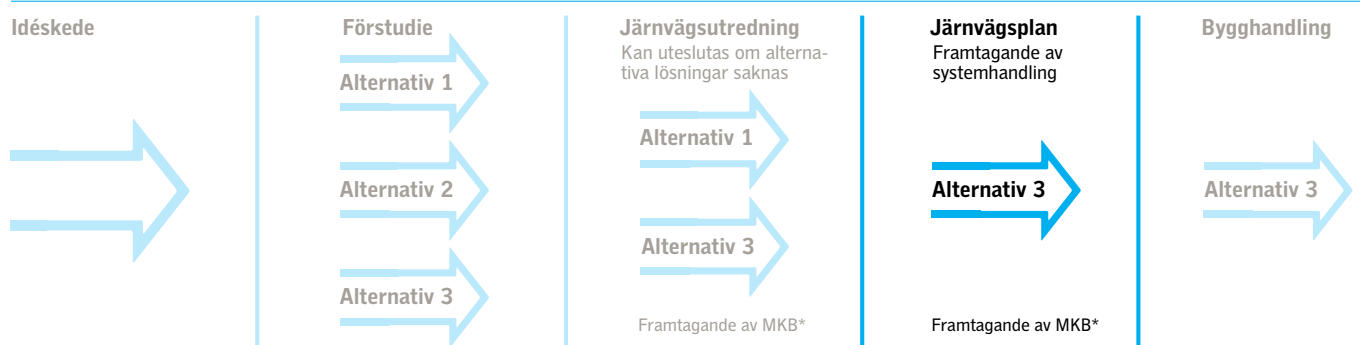 Idéskede
Förstudie
Alternativ 1
Alternativ 2
Alternativ 3
Järnvägsutredning
Kan uteslutas om alterna-
tiva lösningar saknas
Alternativ 1
Alternativ 3
Framtagande av MKB*
Järnvägsplan
Framtagande av
systemhandling
Alternativ 3
Framtagande av MKB*
Bygghandling
Alternativ 3